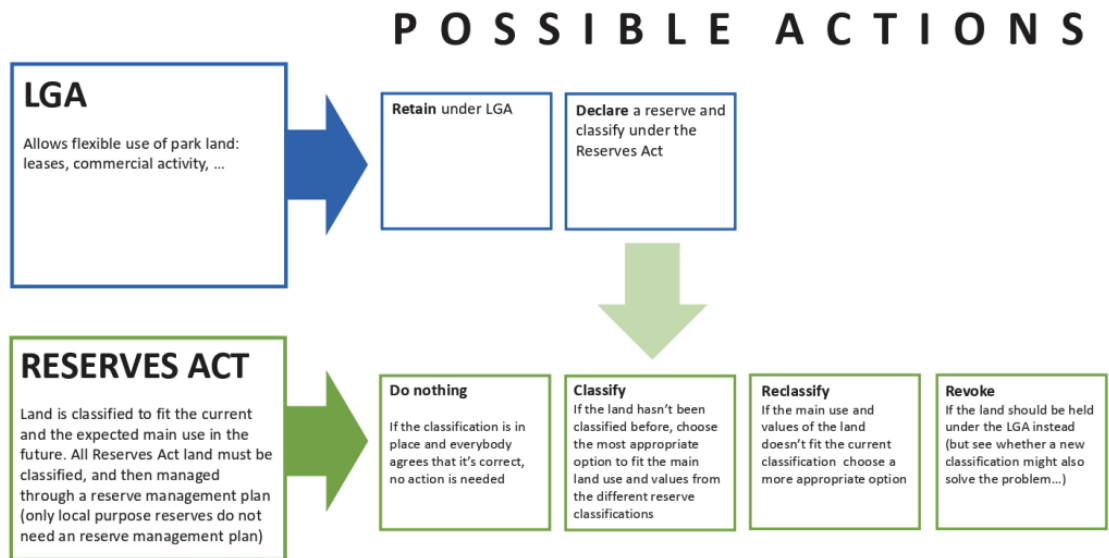 POSSIBLE ACTIONS
LGA
Allows flexible use of park land:
leases, commercial activity, ...
Retain under LGA
Declare a reserve and
classify under the
Reserves Act
RESERVES ACT
Land is classified to fit the current
and the expected main use in the
future. All Reserves Act land must be
classified, and then managed
through a reserve management plan
(only local purpose reserves do not
need an reserve management plan)
Do nothing
If the classification is in
place and everybody
agrees that it's correct,
no action is needed
Classify
If the land hasn't been
classified before, choose
the most appropriate
option to fit the main
land use and values from
the different reserve
classifications
Reclassify
If the main use and
values of the land
doesn't fit the current
classification choose a
more appropriate option
Revoke
If the land should be held
under the LGA instead
(but see whether a new
classification might also
solve the problem...)